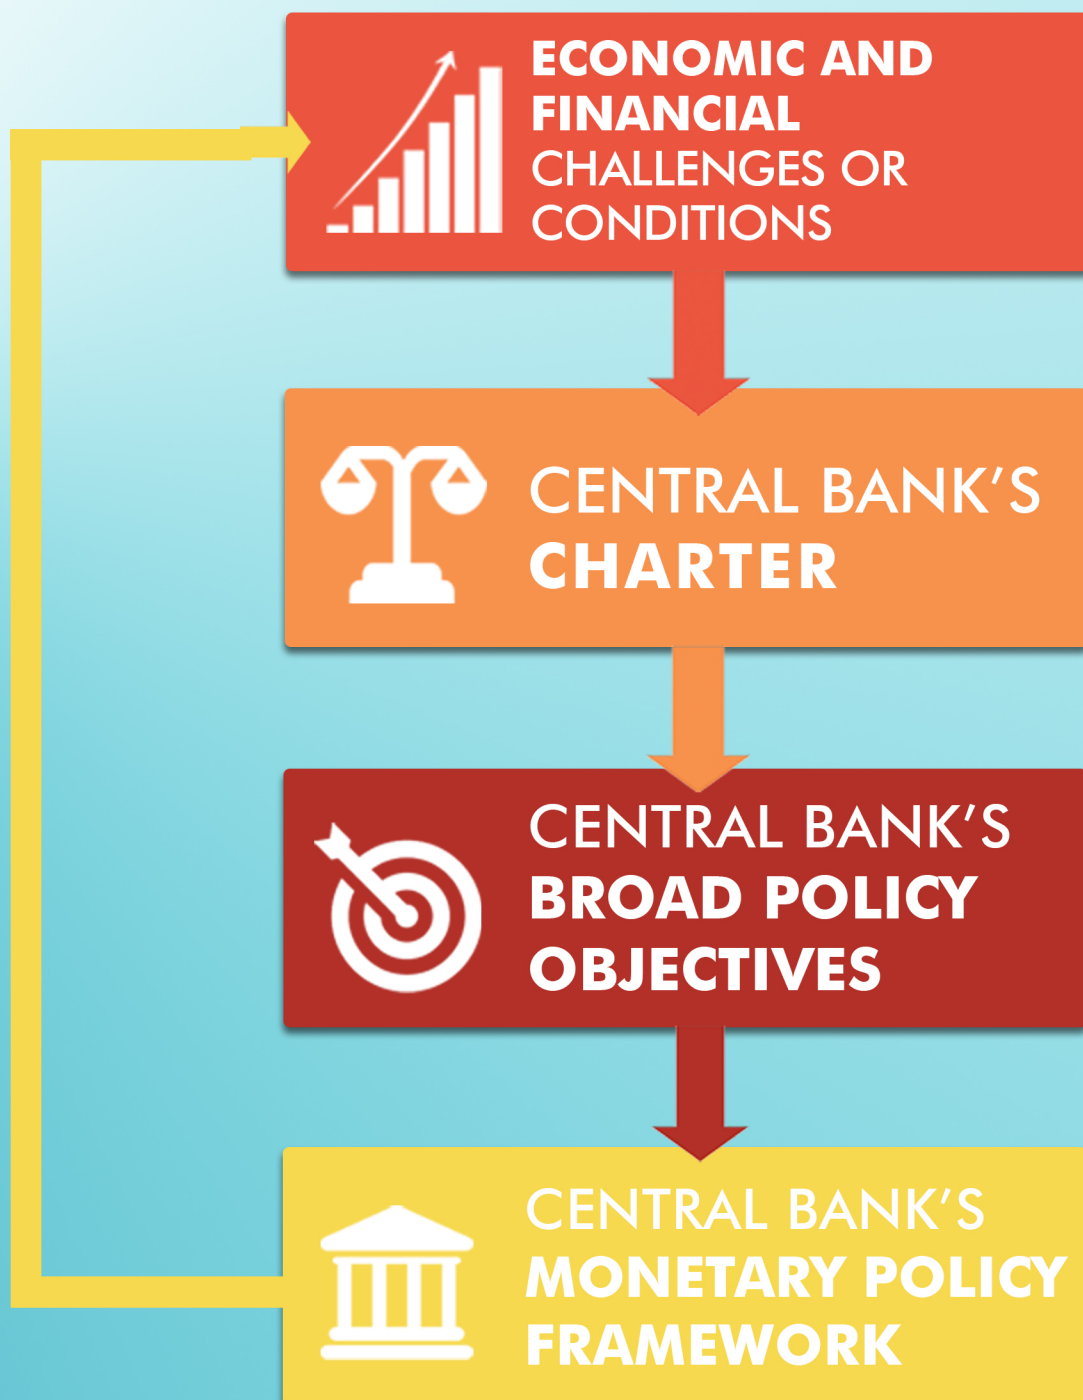 ECONOMIC AND
FINANCIAL
CHALLENGES OR
CONDITIONS
CENTRAL BANK’S
CHARTER
CENTRAL BANK’S
BROAD POLICY
OBJECTIVES
CENTRAL BANK’S
MONETARY POLICY
FRAMEWORK